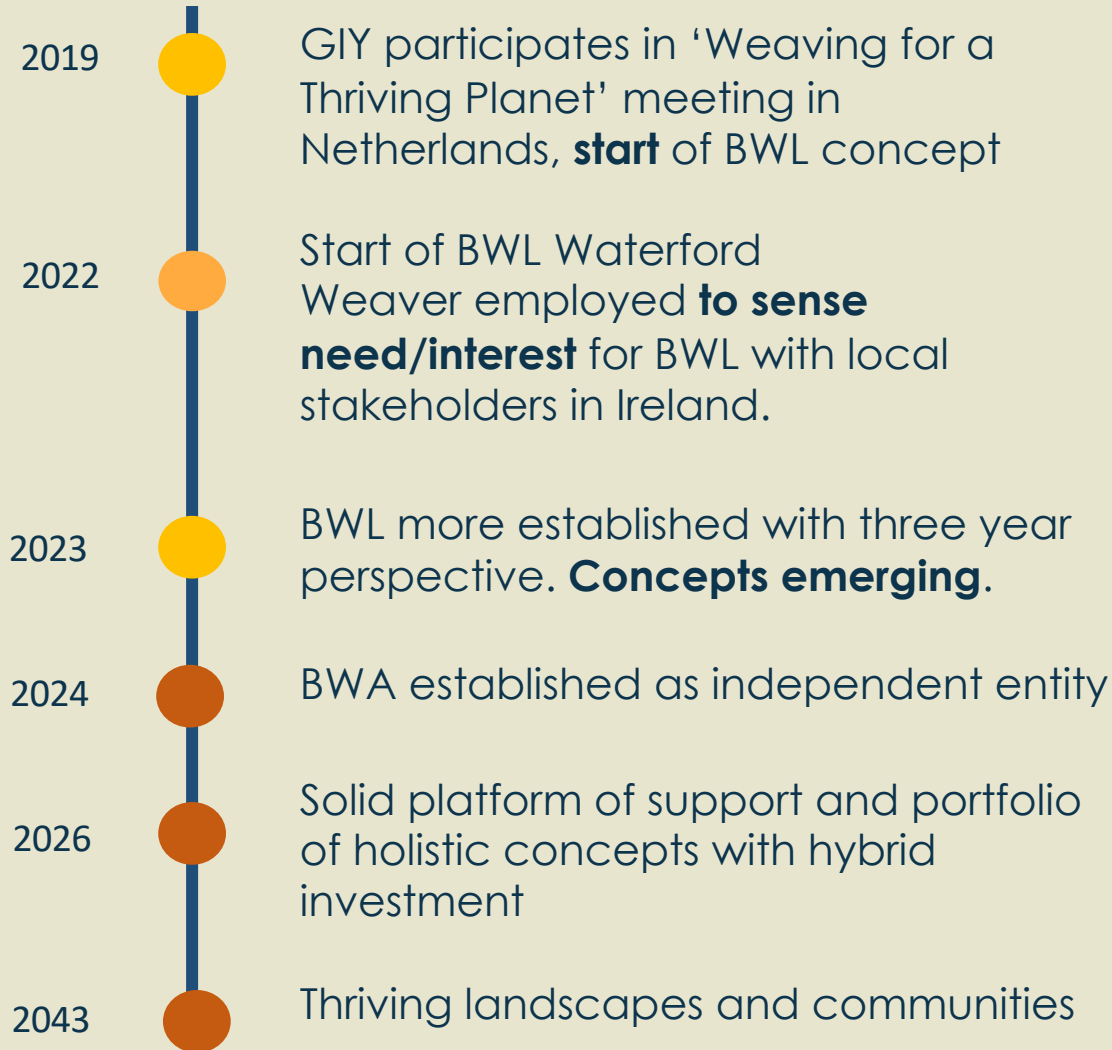 2019
GIY participates in ‘Weaving for a
Thriving Planet’ meeting in
Netherlands, start of BWL concept
2022
Start of BWL Waterford
Weaver employed to sense
need/interest for BWL with local
stakeholders in Ireland.
2023
BWL more established with three year
perspective. Concepts emerging.
2024
BWA established as independent entity
2026
Solid platform of support and portfolio
of holistic concepts with hybrid
investment
2043
Thriving landscapes and communities